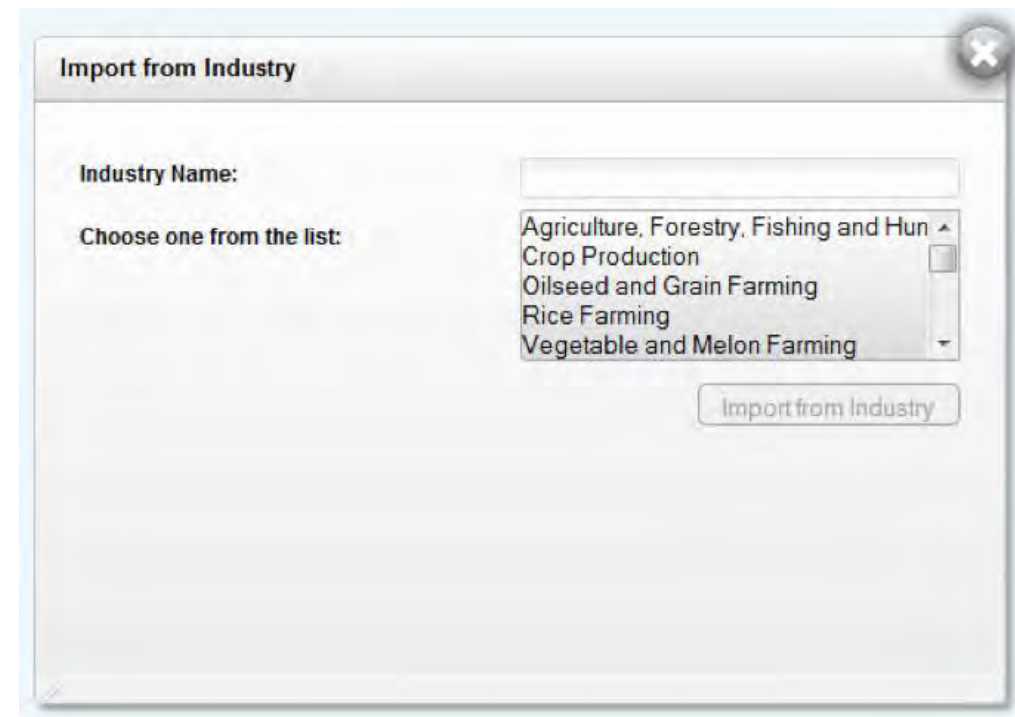 Import from Industry
Industry Name:
Choose one from the list:
Agriculture, Forestry, Fishing and Hun
Crop Production
Oilseed and Grain Farming
Rice Farming
Vegetable and Melon Farming
Import from Industry